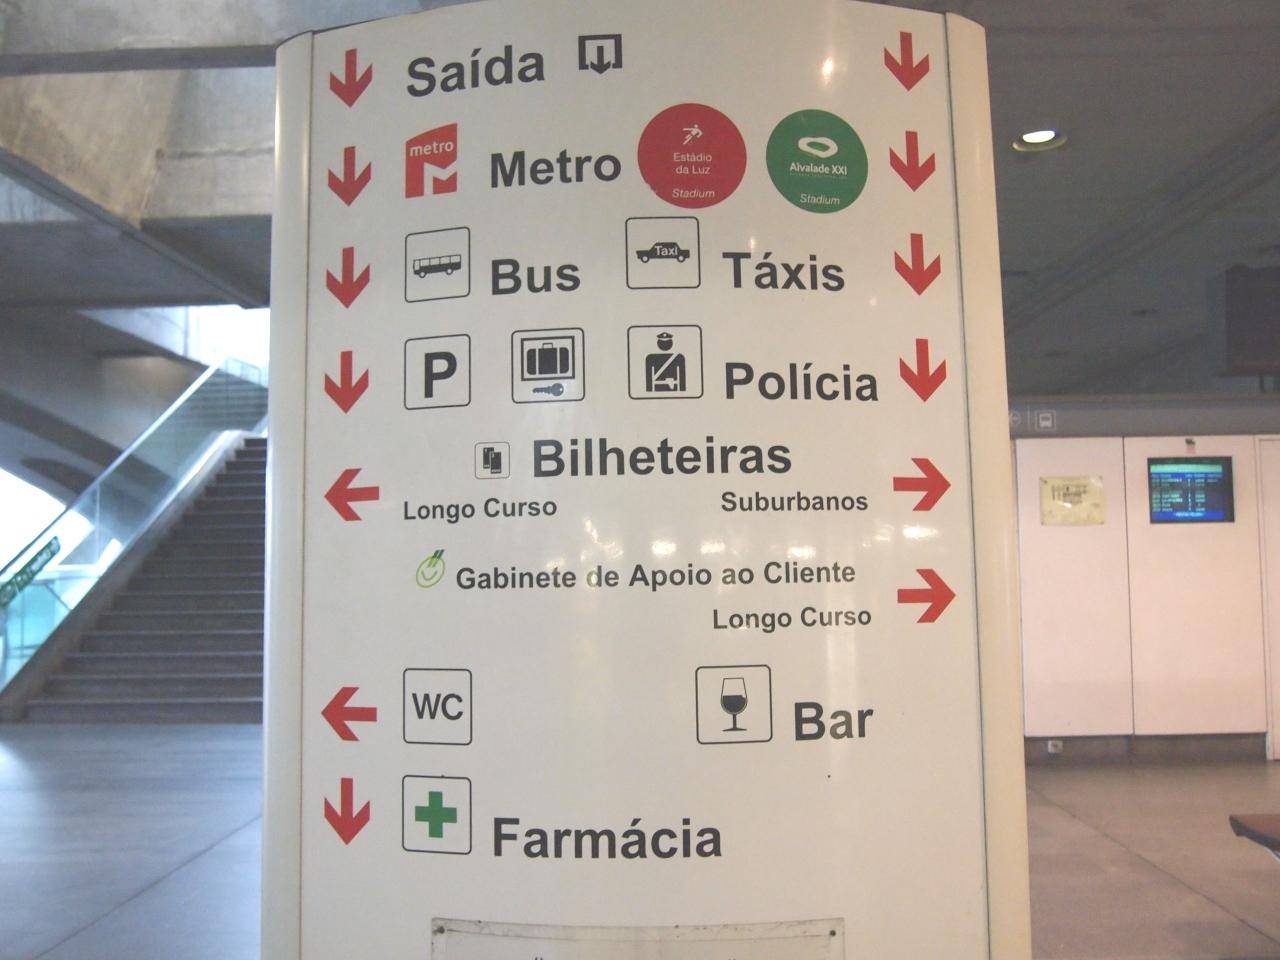 Saída
metro Metro Estádio da Luz Stadium Alvalade XXI Stadium
Bus Taxi Táxis
P Polícia
Bilheteiras
Longo Curso Suburbanos
Gabinete de Apoio ao Cliente
Longo Curso
WC Bar
Farmácia